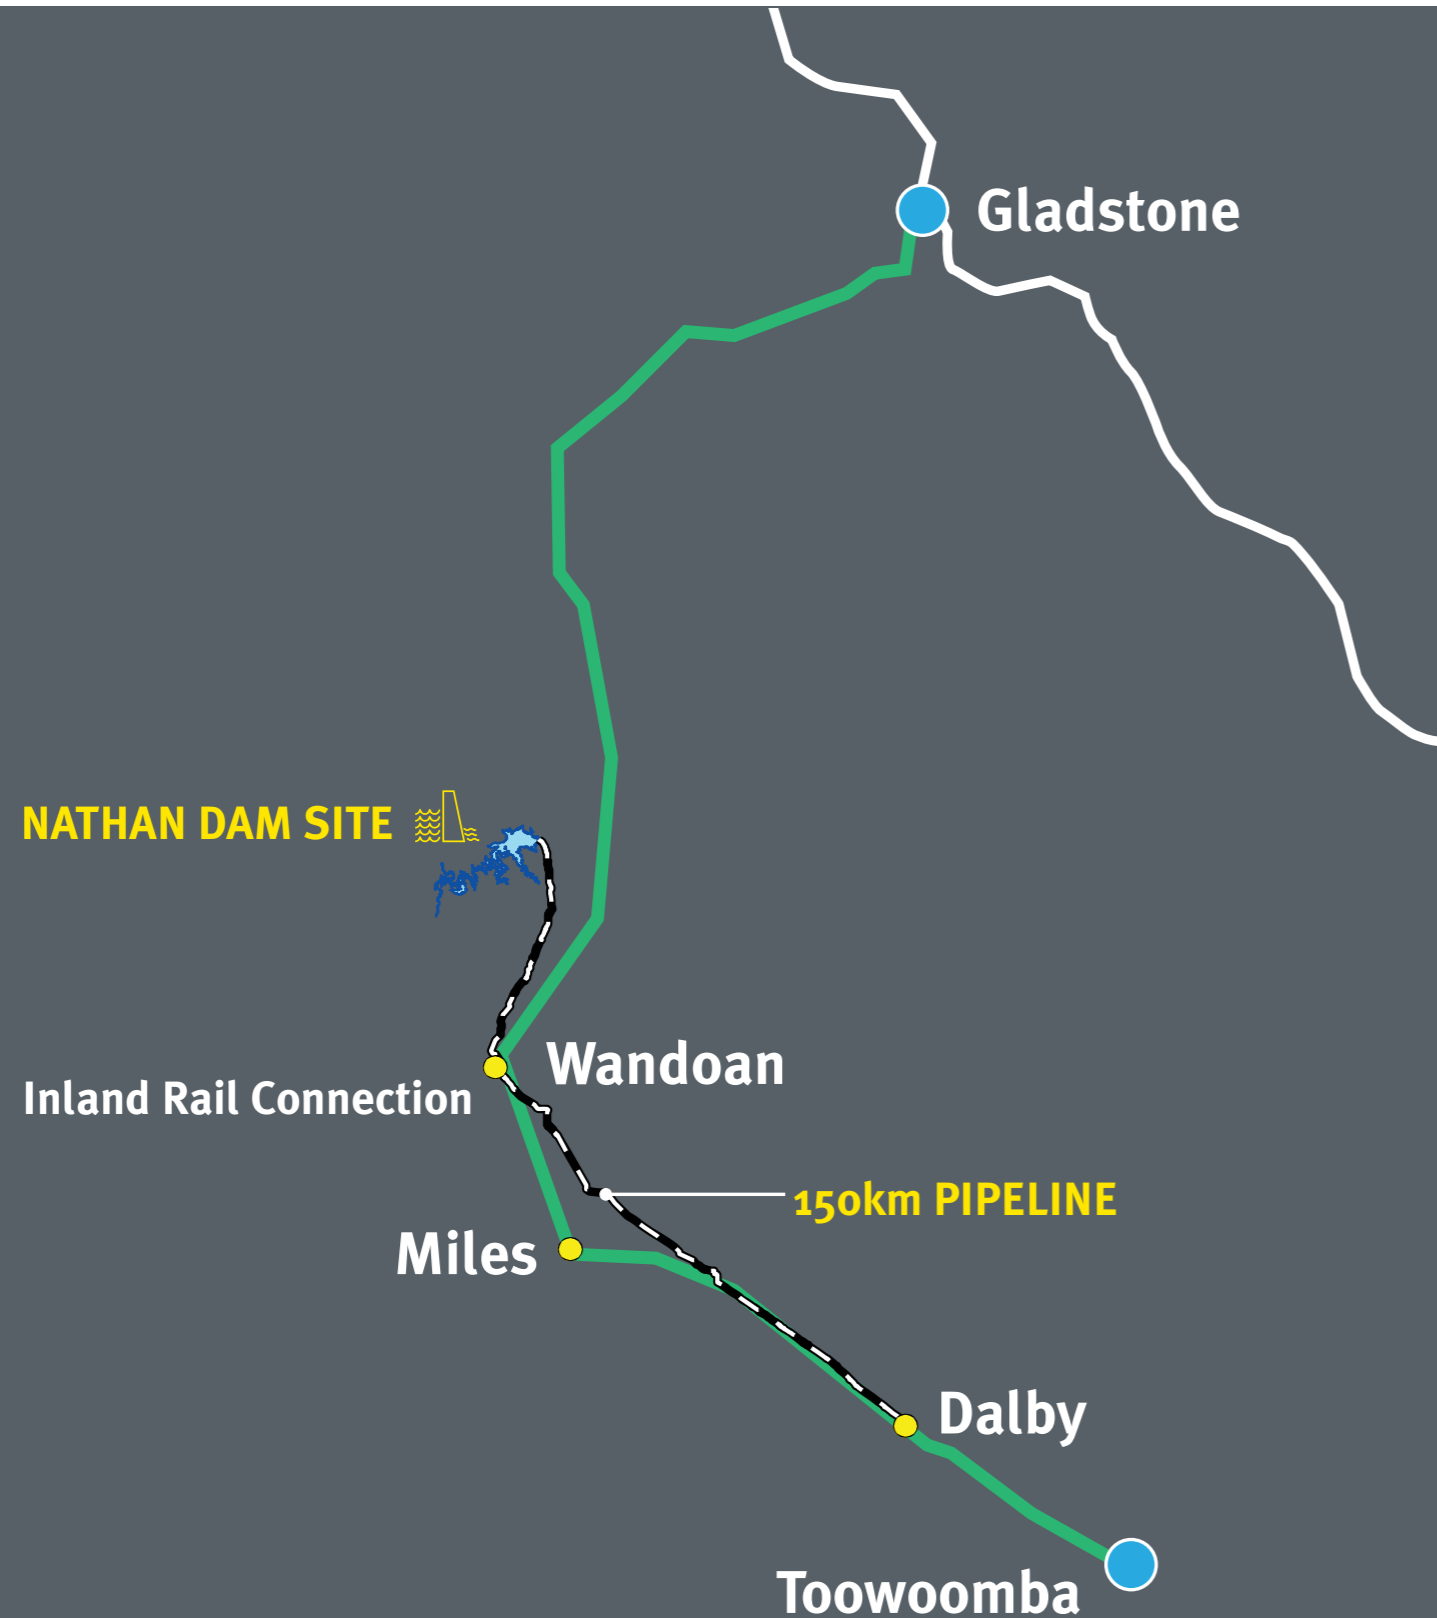 Gladstone
NATHAN DAM SITE
Wandoan
Inland Rail Connection
150km PIPELINE
Miles
Dalby
Toowoomba